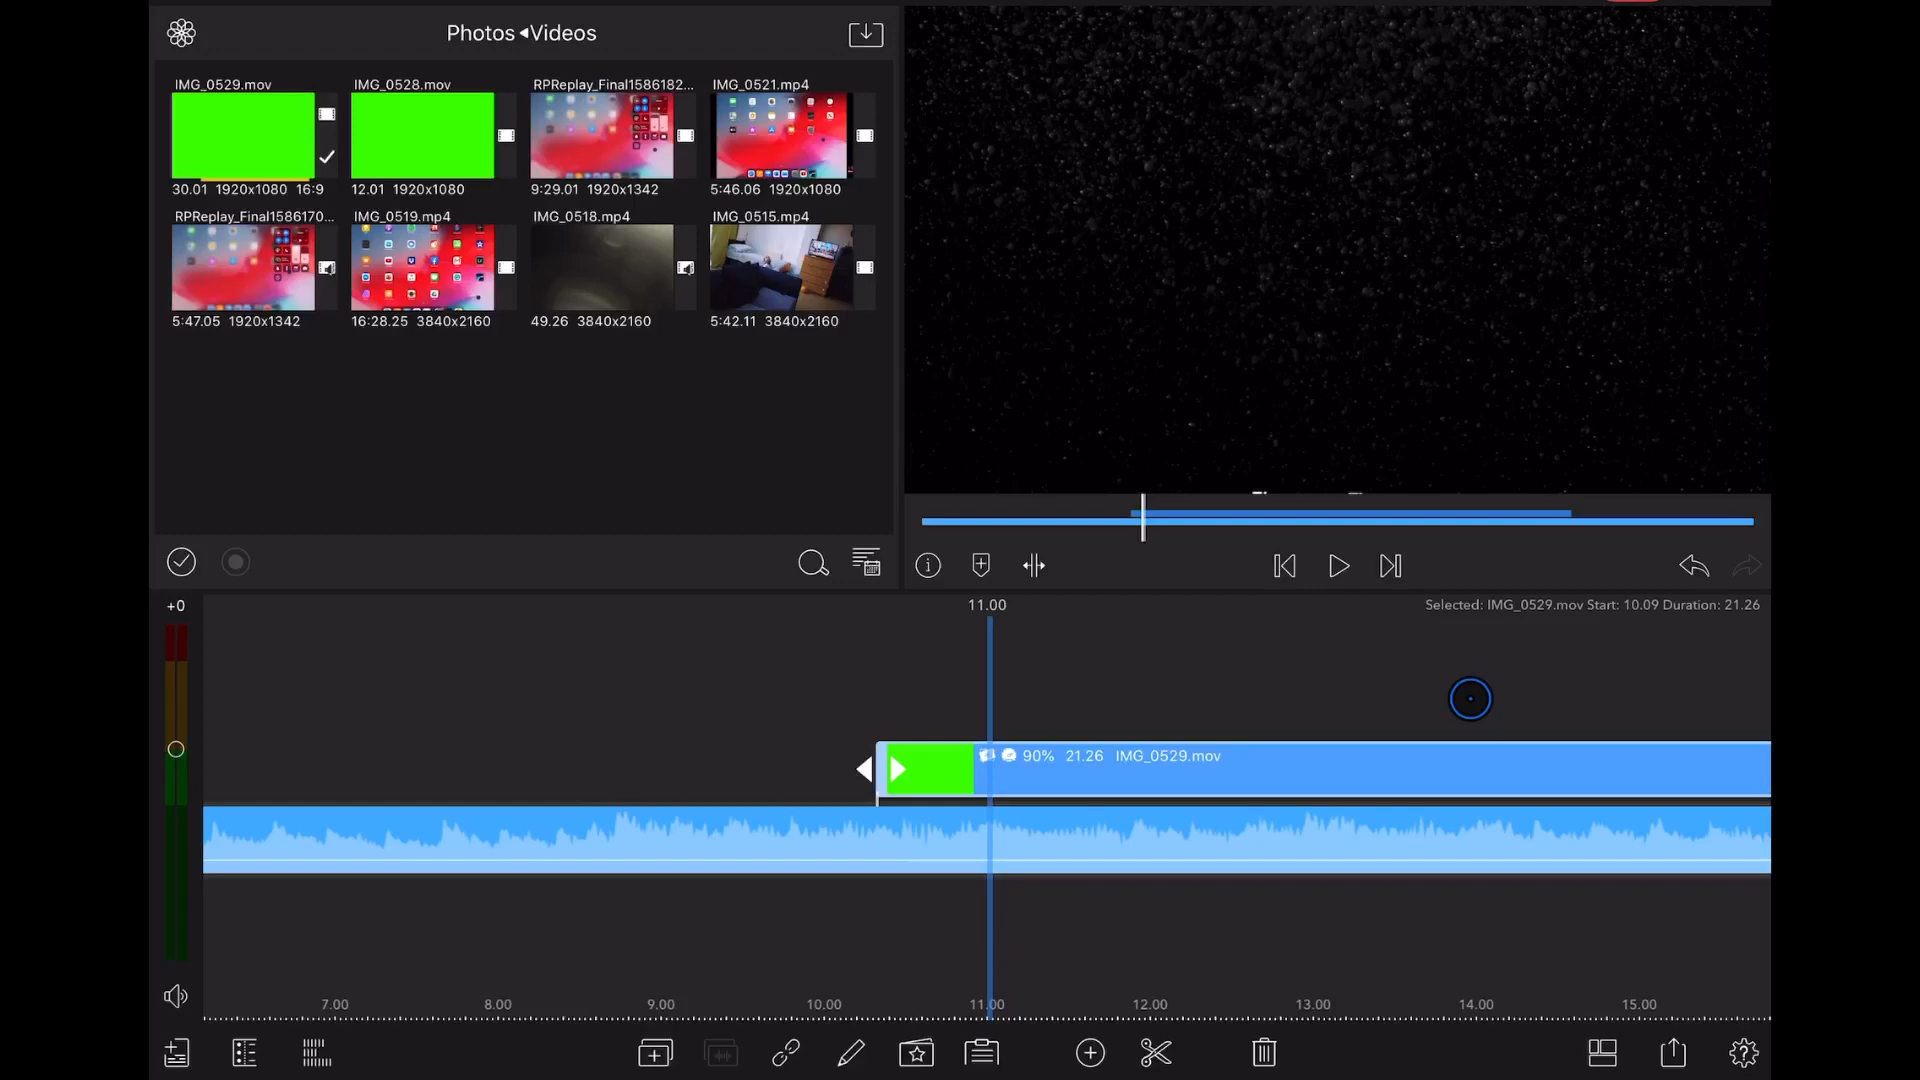 Photos◂Videos
IMG_0529.mov
IMG_0528.mov
RPReplay_Final1586182...
IMG_0521.mp4
30.01 1920x1080 16:9
12.01 1920x1080
9:29.01 1920x1342
5:46.06 1920x1080
RPReplay_Final1586170...
IMG_0519.mp4
IMG_0518.mp4
IMG_0515.mp4
5:47.05 1920x1342
16:28.25 3840x2160
49.26 3840x2160
5:42.11 3840x2160
+0
11.00
Selected: IMG_0529.mov Start: 10.09 Duration: 21.26
90% 21.26 IMG_0529.mov
7.00 8.00 9.00 10.00 11.00 12.00 13.00 14.00 15.00